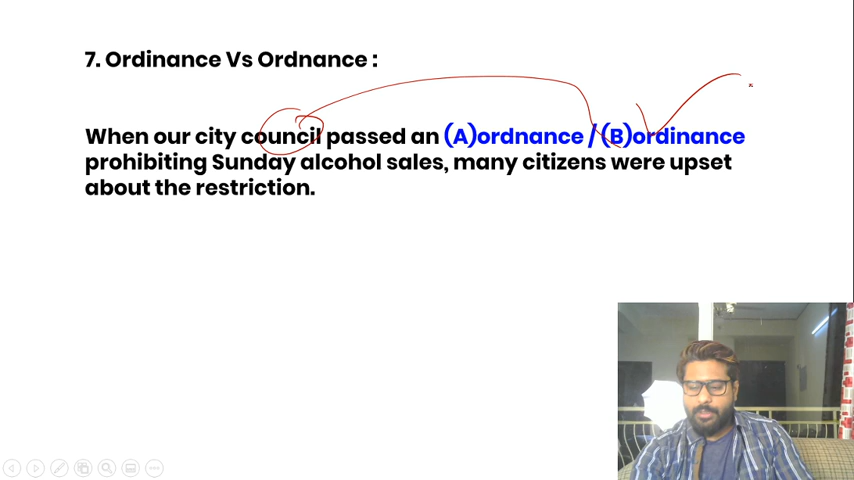 7. Ordinance Vs Ordnance :
When our city council passed an (A)ordnance / (B)ordinance
prohibiting Sunday alcohol sales, many citizens were upset
about the restriction.